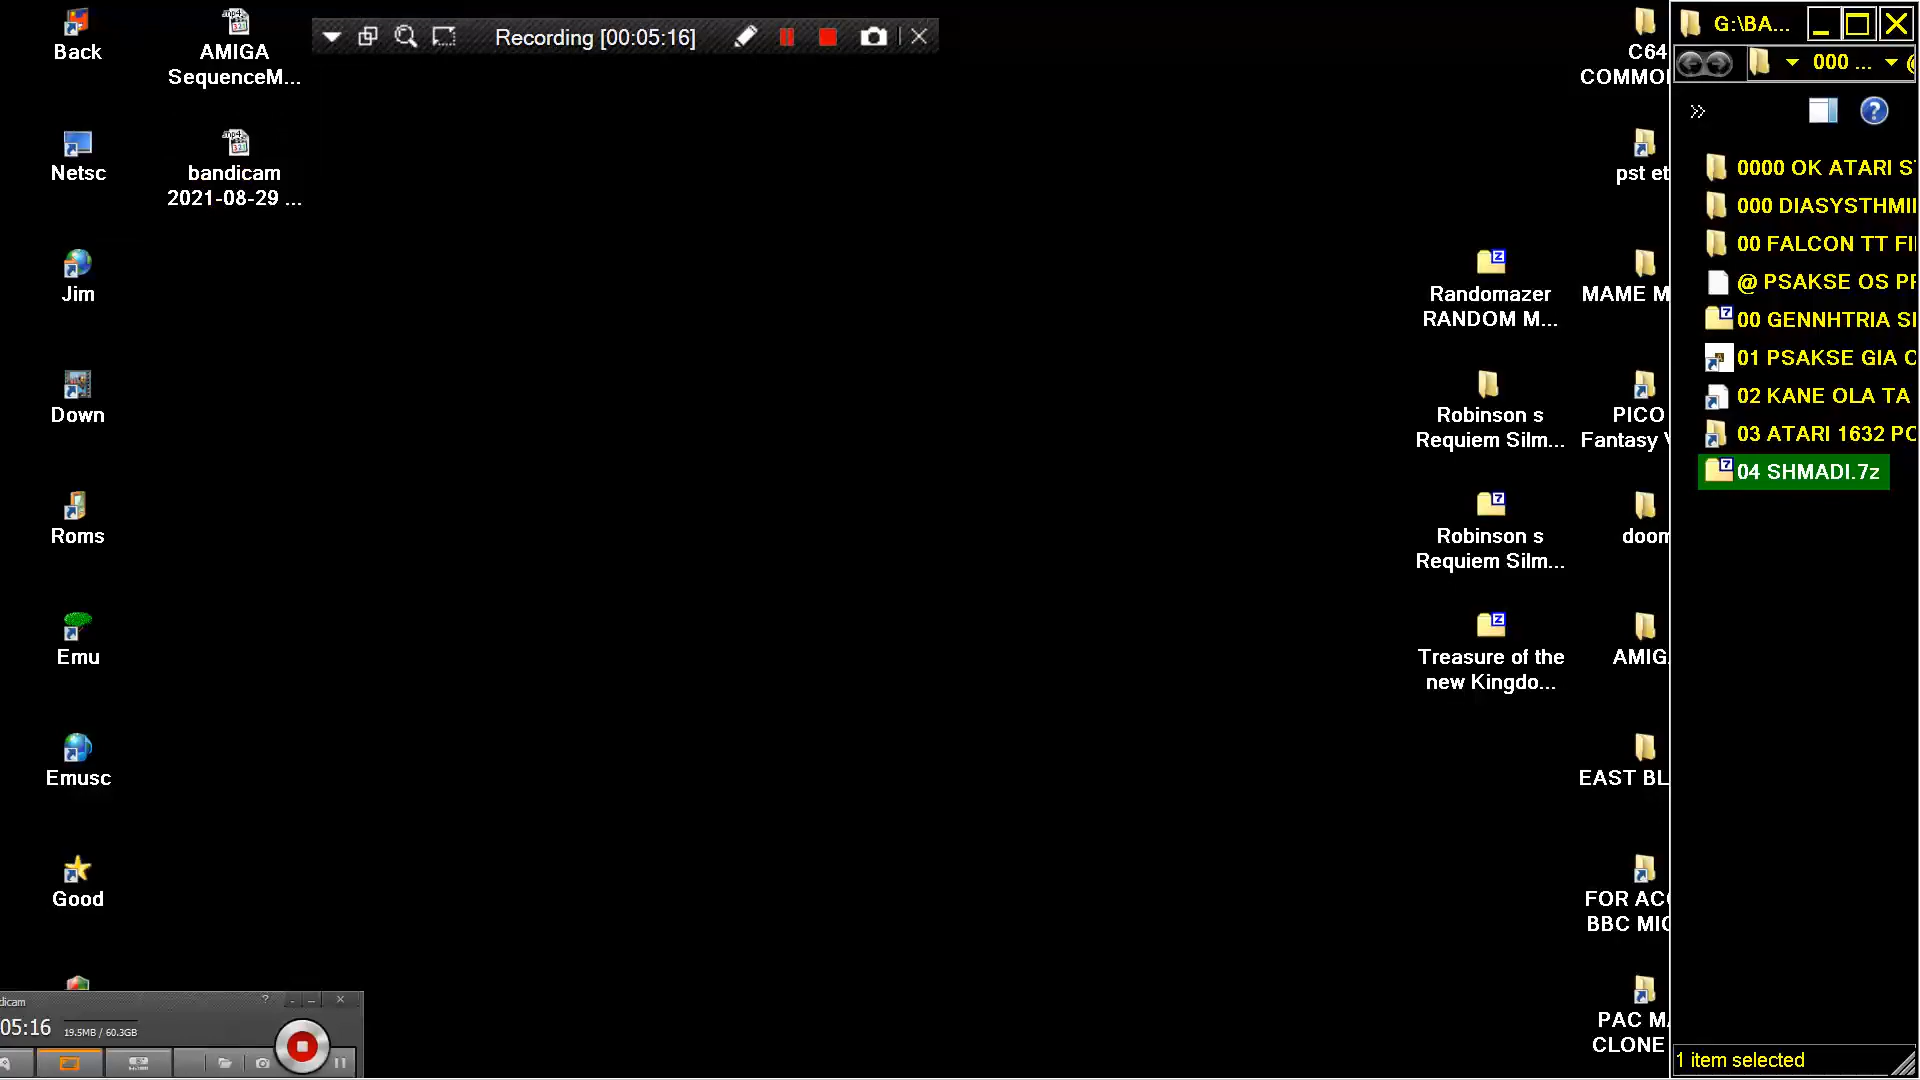 Back
AMIGA
SequenceM...
Recording [00:05:16]
C64
COMMO
G:\BA...
000 ...
Netsc
bandicam
2021-08-29 ...
pst et
0000 OK ATARI S
000 DIASYSTHMI
00 FALCON TT FI
@ PSAKSE OS P
00 GENNHTRIA S
01 PSAKSE GIA
02 KANE OLA TA
03 ATARI 1632 PC
04 SHMADI.7z
Jim
Randomazer
RANDOM M...
MAME M
Down
Robinson s
Requiem Silm...
PICO
Fantasy
Roms
Robinson s
Requiem Silm...
doom
Emu
Treasure of the
new Kingdo...
AMIG
Emusc
EAST BL
Good
FOR AC
BBC MI
PAC M
CLONE
dicam
05:16
19.5MB / 60.3GB
1 item selected